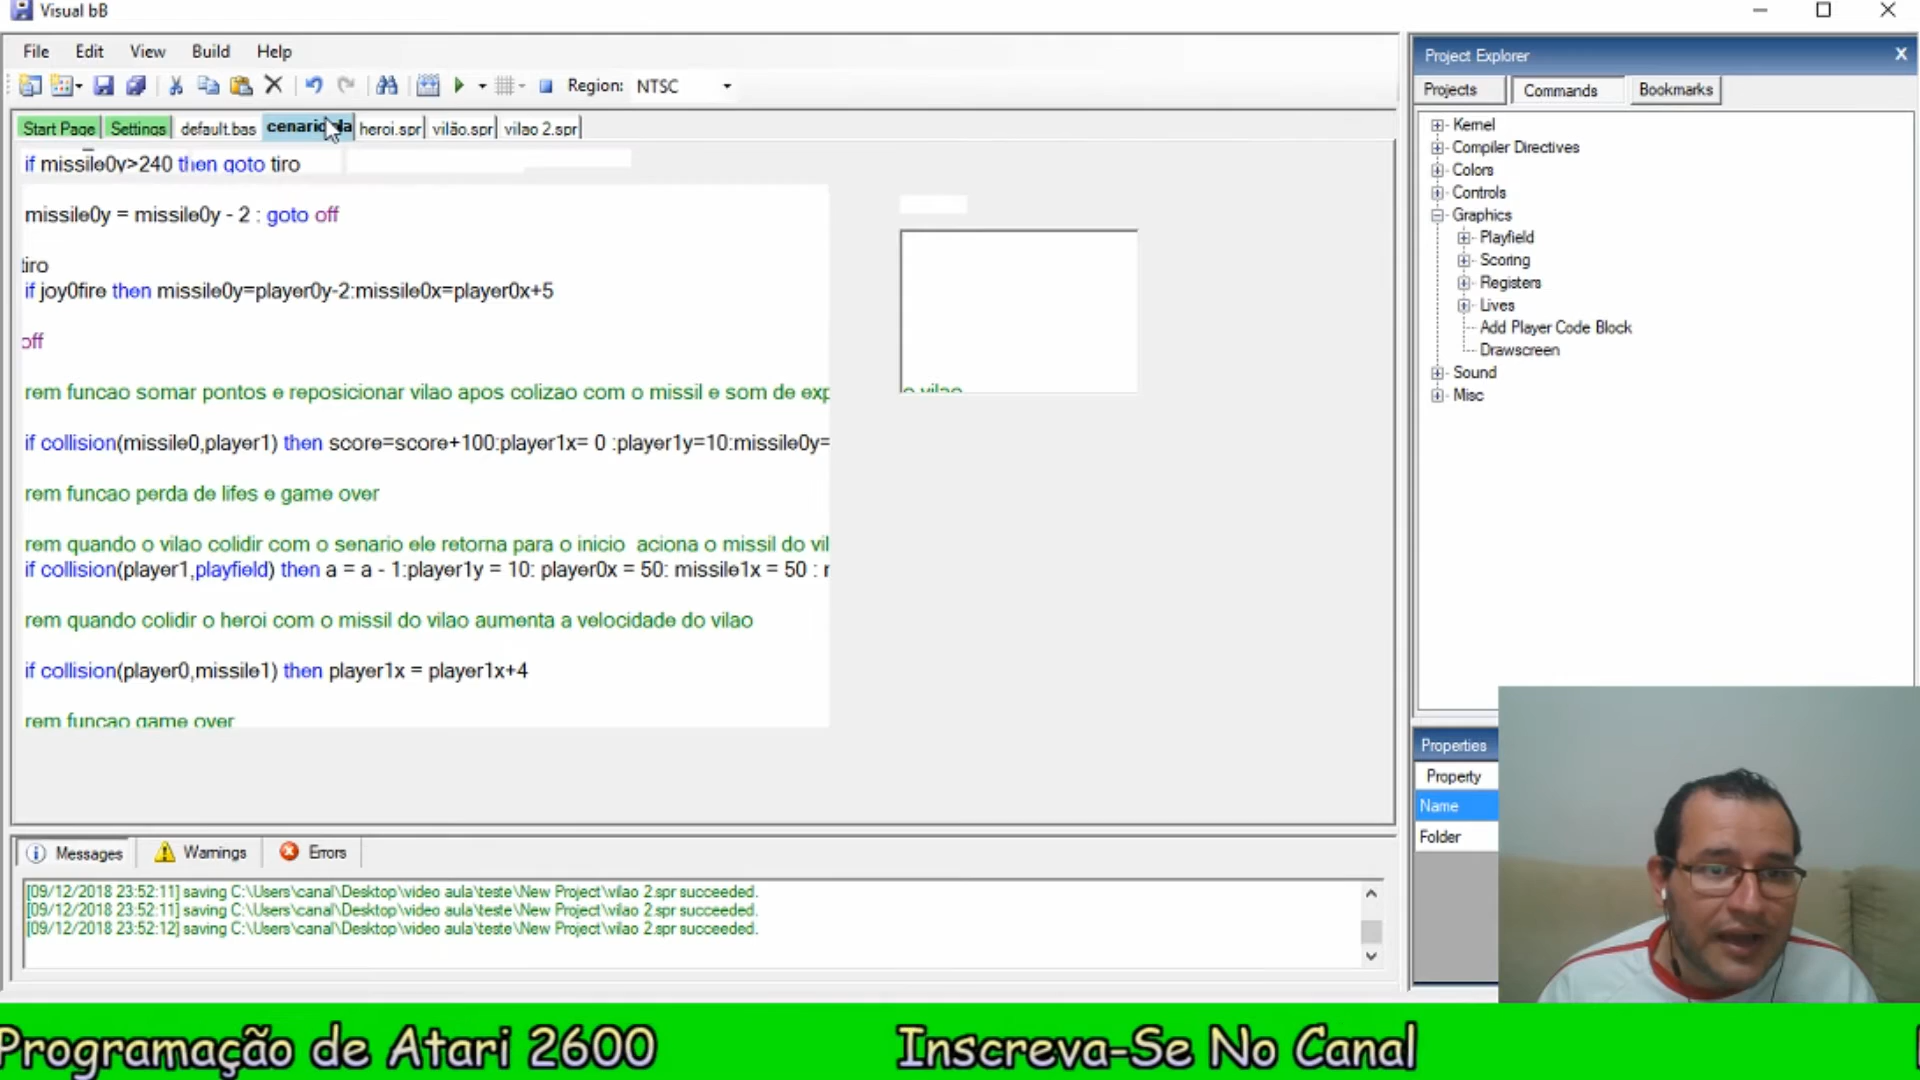 Visual bB
File Edit View Build Help
Region: NTSC
Start Page Settings default.bas cenario heroi.spr vilão.spr vilao 2.spr
if missile0y>240 then goto tiro
missile0y = missile0y - 2 : goto off
tiro
if joy0fire then missile0y=player0y-2:missile0x=player0x+5
off
rem funcao somar pontos e reposicionar vilao apos colizao com o missil e som de exp
o vilao
if collision(missile0,player1) then score=score+100:player1x= 0 :player1y=10:missile0y=
rem funcao perda de lifes e game over
rem quando o vilao colidir com o senario ele retorna para o inicio aciona o missil do vil
if collision(player1,playfield) then a = a - 1:player1y = 10: player0x = 50: missile1x = 50 : r
rem quando colidir o heroi com o missil do vilao aumenta a velocidade do vilao
if collision(player0,missile1) then player1x = player1x+4
rem funcao game over
Messages Warnings Errors
[09/12/2018 23:52:11] saving C:\Users\canal\Desktop\video aula\teste\New Project\vilao 2.spr succeeded.
[09/12/2018 23:52:11] saving C:\Users\canal\Desktop\video aula\teste\New Project\vilao 2.spr succeeded.
[09/12/2018 23:52:12] saving C:\Users\canal\Desktop\video aula\teste\New Project\vilao 2.spr succeeded.
Project Explorer X
Projects Commands Bookmarks
Kernel
Compiler Directives
Colors
Controls
Graphics
Playfield
Scoring
Registers
Lives
Add Player Code Block
Drawscreen
Sound
Misc
Properties
Property
Name
Folder
Programação de Atari 2600 Inscreva-Se No Canal